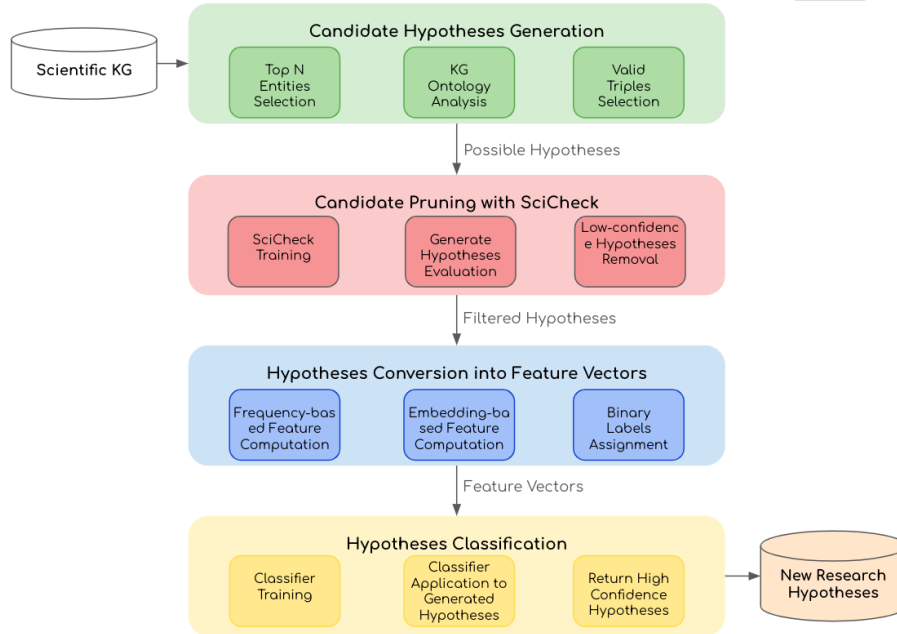 Candidate Hypotheses Generation
Scientific KG
Top N
Entities
Selection
KG
Ontology
Analysis
Valid
Triples
Selection
Possible Hypotheses
Candidate Pruning with SciCheck
SciCheck
Training
Generate
Hypotheses
Evaluation
Low-confidenc
e Hypotheses
Removal
Filtered Hypotheses
Hypotheses Conversion into Feature Vectors
Frequency-bas
ed Feature
Computation
Embedding-ba
sed Feature
Computation
Binary
Labels
Assignment
Feature Vectors
Hypotheses Classification
Classifier
Training
Classifier
Application to
Generated
Hypotheses
Return High
Confidence
Hypotheses
New Research
Hypotheses